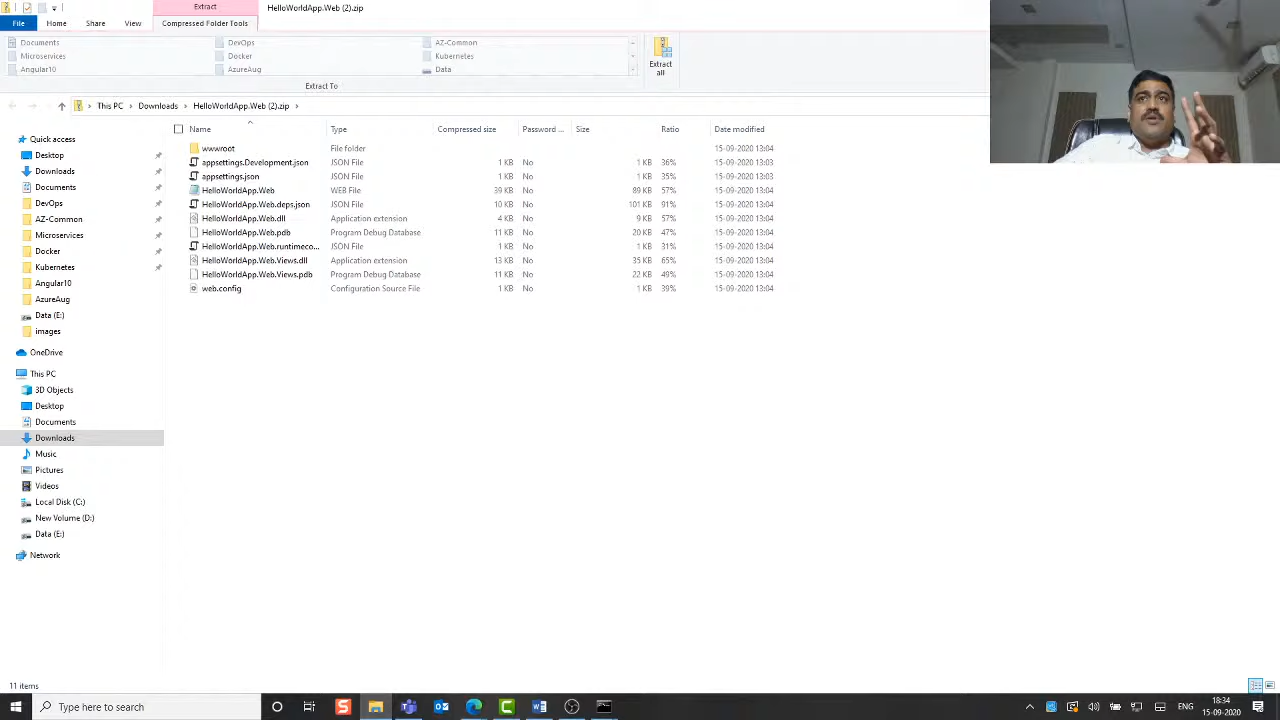 Extract
HelloWorldApp.Web (2).zip
File
Home
Share
View
Compressed Folder Tools
Documents
DevOps
AZ-Common
Microservices
Docker
Kubernetes
Angular10
AzureAug
Data
Extract all
Extract To
This PC > Downloads > HelloWorldApp.Web (2).zip >
Name Type Compressed size Password ... Size Ratio Date modified
wwwroot File folder 15-09-2020 13:04
appsettings.Development.json JSON File 1 KB No 1 KB 36% 15-09-2020 13:03
appsettings.json JSON File 1 KB No 1 KB 35% 15-09-2020 13:03
HelloWorldApp.Web WEB File 39 KB No 89 KB 57% 15-09-2020 13:04
HelloWorldApp.Web.deps.json JSON File 10 KB No 101 KB 91% 15-09-2020 13:04
HelloWorldApp.Web.dll Application extension 4 KB No 9 KB 57% 15-09-2020 13:04
HelloWorldApp.Web.pdb Program Debug Database 11 KB No 20 KB 47% 15-09-2020 13:04
HelloWorldApp.Web.runtimeco... JSON File 1 KB No 1 KB 31% 15-09-2020 13:04
HelloWorldApp.Web.Views.dll Application extension 13 KB No 35 KB 65% 15-09-2020 13:04
HelloWorldApp.Web.Views.pdb Program Debug Database 11 KB No 22 KB 49% 15-09-2020 13:04
web.config Configuration Source File 1 KB No 1 KB 39% 15-09-2020 13:04
Quick access
Desktop
Downloads
Documents
DevOps
AZ-Common
Microservices
Docker
Kubernetes
Angular10
AzureAug
Data (E:)
images
OneDrive
This PC
3D Objects
Desktop
Documents
Downloads
Music
Pictures
Videos
Local Disk (C:)
New Volume (D:)
Data (E:)
Network
11 items
Type here to search
ENG
18:34
15-09-2020